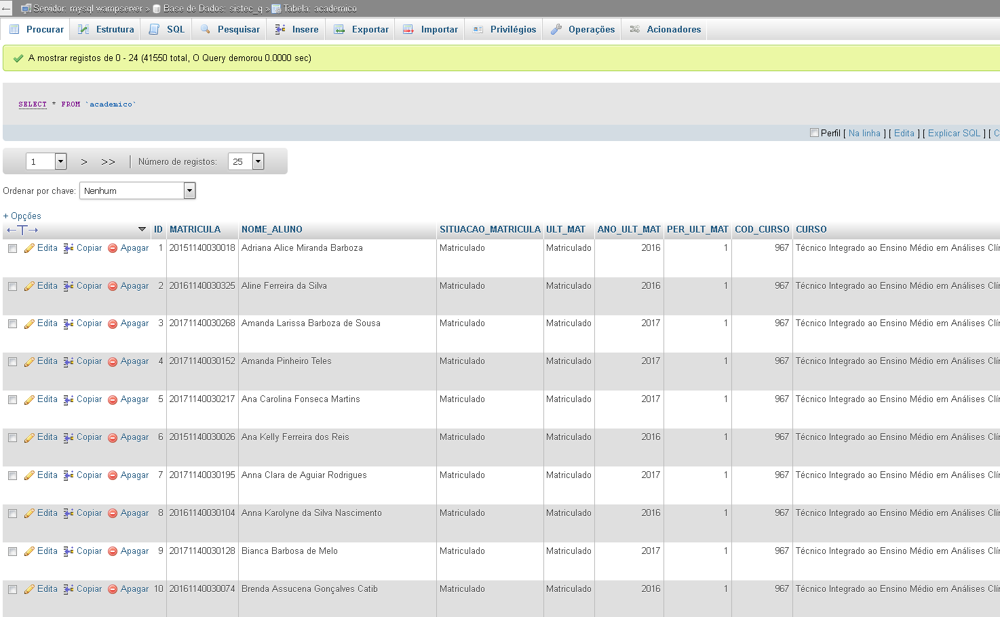 ← Servidor: mysql wampserver » Base de Dados: sistec_q » Tabela: academico
Procurar Estrutura SQL Pesquisar Insere Exportar Importar Privilégios Operações Acionadores
A mostrar registos de 0 - 24 (41550 total, O Query demorou 0.0000 sec)
SELECT * FROM `academico`
Perfil [ Na linha ] [ Edita ] [ Explicar SQL ] [ C
1 > >> | Número de registos: 25
Ordenar por chave: Nenhum
+ Opções
←T→ ID MATRICULA NOME_ALUNO SITUACAO_MATRICULA ULT_MAT ANO_ULT_MAT PER_ULT_MAT COD_CURSO CURSO
Edita Copiar Apagar 1 20151140030018 Adriana Alice Miranda Barboza Matriculado Matriculado 2016 1 967 Técnico Integrado ao Ensino Médio em Análises Clín
Edita Copiar Apagar 2 20161140030325 Aline Ferreira da Silva Matriculado Matriculado 2016 1 967 Técnico Integrado ao Ensino Médio em Análises Clín
Edita Copiar Apagar 3 20171140030268 Amanda Larissa Barboza de Sousa Matriculado Matriculado 2017 1 967 Técnico Integrado ao Ensino Médio em Análises Clín
Edita Copiar Apagar 4 20171140030152 Amanda Pinheiro Teles Matriculado Matriculado 2017 1 967 Técnico Integrado ao Ensino Médio em Análises Clín
Edita Copiar Apagar 5 20171140030217 Ana Carolina Fonseca Martins Matriculado Matriculado 2017 1 967 Técnico Integrado ao Ensino Médio em Análises Clín
Edita Copiar Apagar 6 20151140030026 Ana Kelly Ferreira dos Reis Matriculado Matriculado 2016 1 967 Técnico Integrado ao Ensino Médio em Análises Clín
Edita Copiar Apagar 7 20171140030195 Anna Clara de Aguiar Rodrigues Matriculado Matriculado 2017 1 967 Técnico Integrado ao Ensino Médio em Análises Clín
Edita Copiar Apagar 8 20161140030104 Anna Karolyne da Silva Nascimento Matriculado Matriculado 2016 1 967 Técnico Integrado ao Ensino Médio em Análises Clín
Edita Copiar Apagar 9 20171140030128 Bianca Barbosa de Melo Matriculado Matriculado 2017 1 967 Técnico Integrado ao Ensino Médio em Análises Clín
Edita Copiar Apagar 10 20161140030074 Brenda Assucena Gonçalves Catib Matriculado Matriculado 2016 1 967 Técnico Integrado ao Ensino Médio em Análises Clín